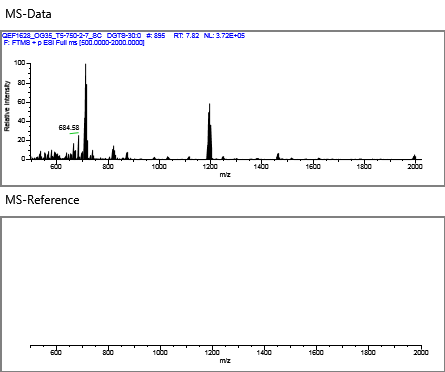 MS-Data
QEF1628_OG35_T5-750-2-7_BC DGTS-30:0 #: 895 RT: 7.82 NL: 3.72E+05
F: FTMS + p ESI Full ms [500.0000-2000.0000]
100
80
60
40
20
0
Relative Intensity
684.58
600 800 1000 1200 1400 1600 1800 2000
m/z
MS-Reference
600 800 1000 1200 1400 1600 1800 2000
m/z